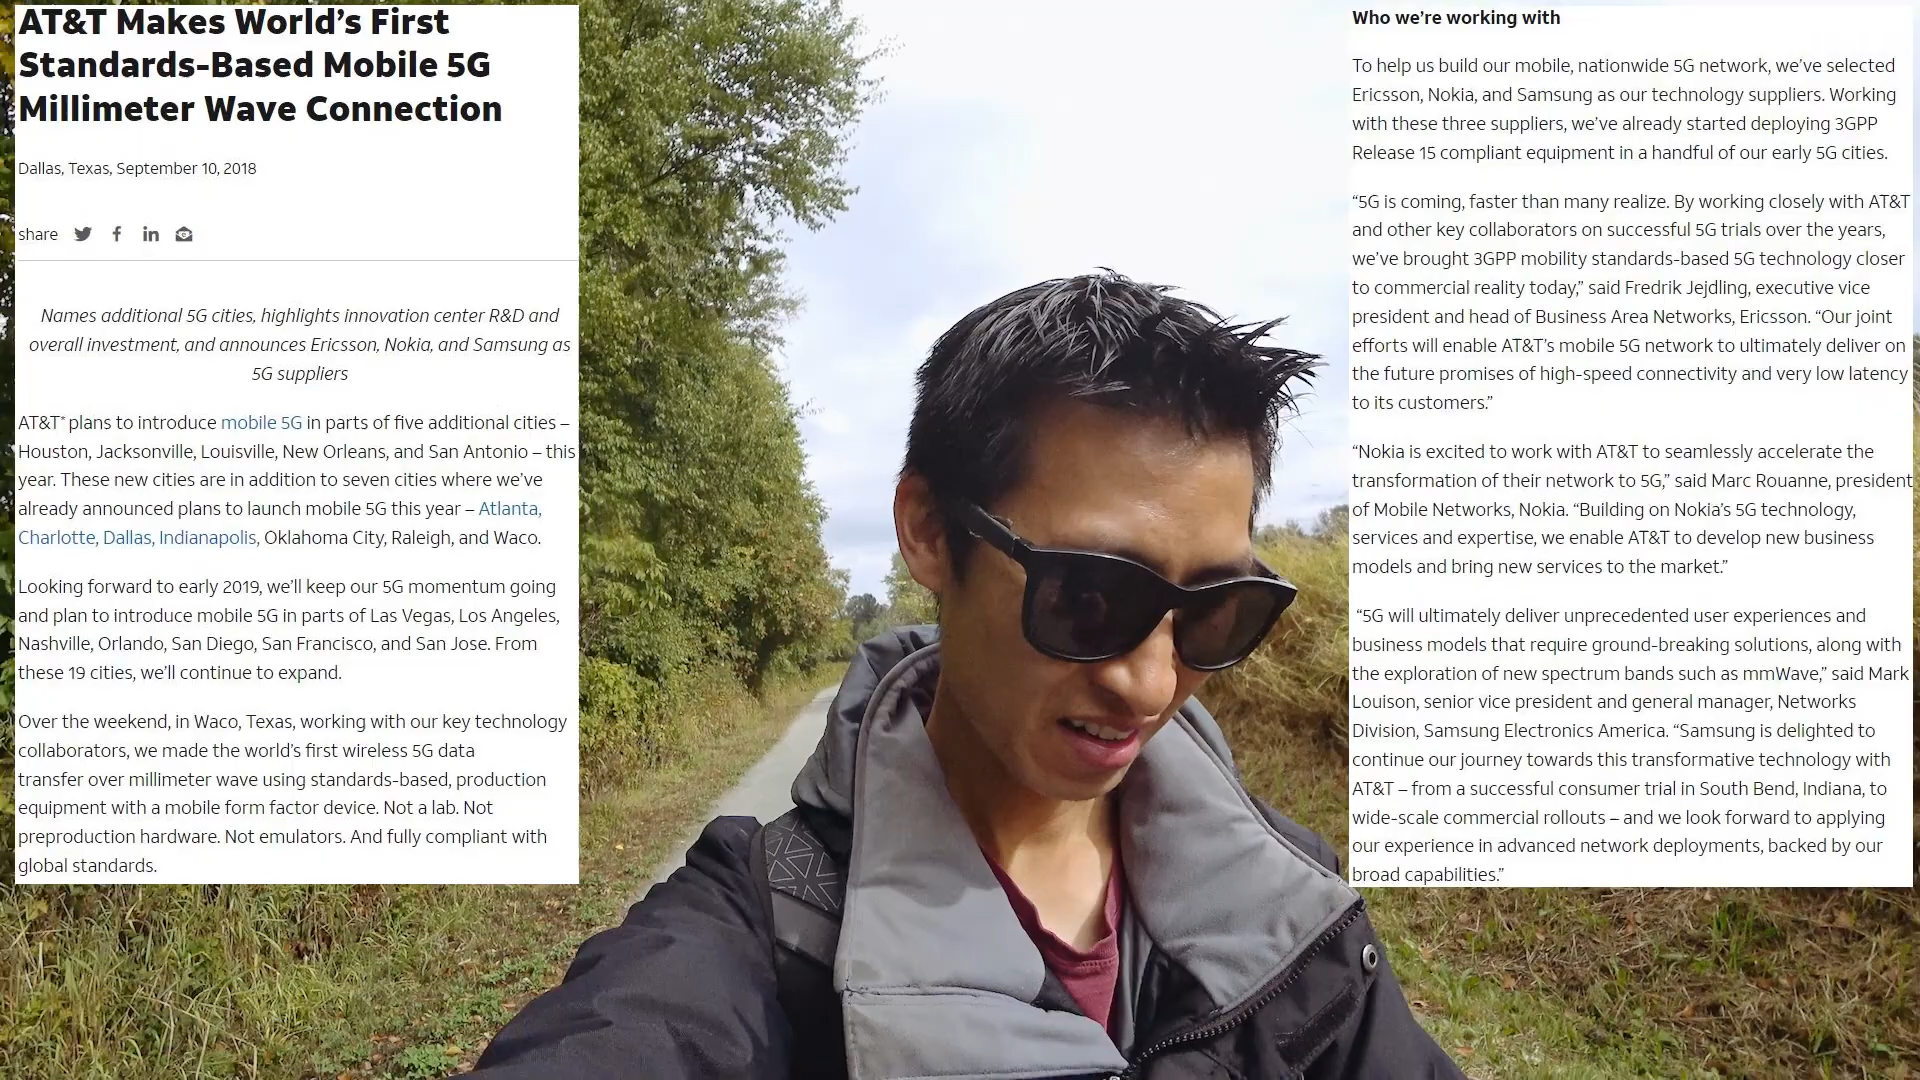 AT&T Makes World’s First
Standards-Based Mobile 5G
Millimeter Wave Connection
Dallas, Texas, September 10, 2018
share
Names additional 5G cities, highlights innovation center R&D and
overall investment, and announces Ericsson, Nokia, and Samsung as
5G suppliers
AT&T* plans to introduce mobile 5G in parts of five additional cities –
Houston, Jacksonville, Louisville, New Orleans, and San Antonio – this
year. These new cities are in addition to seven cities where we’ve
already announced plans to launch mobile 5G this year – Atlanta,
Charlotte, Dallas, Indianapolis, Oklahoma City, Raleigh, and Waco.
Looking forward to early 2019, we’ll keep our 5G momentum going
and plan to introduce mobile 5G in parts of Las Vegas, Los Angeles,
Nashville, Orlando, San Diego, San Francisco, and San Jose. From
these 19 cities, we’ll continue to expand.
Over the weekend, in Waco, Texas, working with our key technology
collaborators, we made the world’s first wireless 5G data
transfer over millimeter wave using standards-based, production
equipment with a mobile form factor device. Not a lab. Not
preproduction hardware. Not emulators. And fully compliant with
global standards.
Who we’re working with
To help us build our mobile, nationwide 5G network, we’ve selected
Ericsson, Nokia, and Samsung as our technology suppliers. Working
with these three suppliers, we’ve already started deploying 3GPP
Release 15 compliant equipment in a handful of our early 5G cities.
“5G is coming, faster than many realize. By working closely with AT&T
and other key collaborators on successful 5G trials over the years,
we’ve brought 3GPP mobility standards-based 5G technology closer
to commercial reality today,” said Fredrik Jejdling, executive vice
president and head of Business Area Networks, Ericsson. “Our joint
efforts will enable AT&T’s mobile 5G network to ultimately deliver on
the future promises of high-speed connectivity and very low latency
to its customers.”
“Nokia is excited to work with AT&T to seamlessly accelerate the
transformation of their network to 5G,” said Marc Rouanne, president
of Mobile Networks, Nokia. “Building on Nokia’s 5G technology,
services and expertise, we enable AT&T to develop new business
models and bring new services to the market.”
“5G will ultimately deliver unprecedented user experiences and
business models that require ground-breaking solutions, along with
the exploration of new spectrum bands such as mmWave,” said Mark
Louison, senior vice president and general manager, Networks
Division, Samsung Electronics America. “Samsung is delighted to
continue our journey towards this transformative technology with
AT&T – from a successful consumer trial in South Bend, Indiana, to
wide-scale commercial rollouts – and we look forward to applying
our experience in advanced network deployments, backed by our
broad capabilities.”